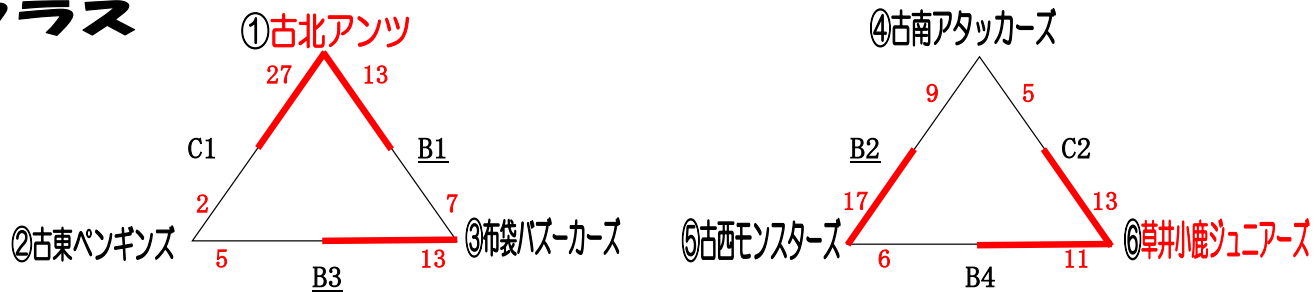 ラス
①古北アンツ
27 13
C1 B1
2 7
②古東ペンギンズ ③布袋バズーカーズ
5 13
B3
④古南アタッカーズ
9 5
B2 C2
17 13
⑤古西モンスターズ ⑥草井小鹿ジュニアーズ
6 11
B4